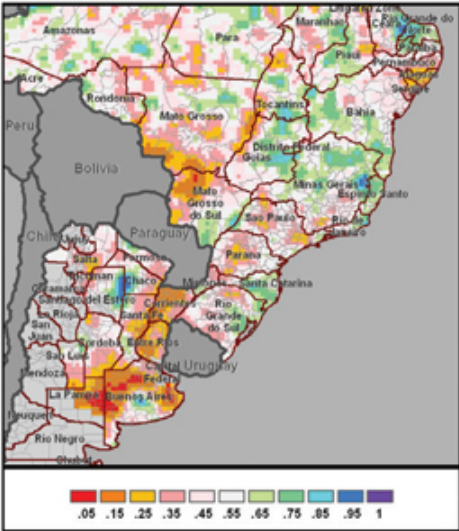 Maranhao
Rio Grande do
Norte
Amazonas
Para
Paraiba
Piaui
Pernambuco
Acre
Alagoas
Sergipe
Rondonia
Tocantins
Mato Grosso
Bahia
Peru
Distrito Federal
Goias
Bolivia
Mato
Grosso
do Sul
Minas Gerais
Espirito Santo
Sao Paulo
Rio de
Janeiro
Paraguay
Parana
Jujuy
Salta
Formosa
Tucuman
Chaco
Misiones
Santa Catarina
Catamarca
Santiago del Estero
Corrientes
La Rioja
Santa Fe
Rio
Grande
do Sul
San
Juan
Cordoba
Entre Rios
San Luis
Capital
Uruguay
Mendoza
Federal
La Pampa
Buenos Aires
Neuquen
Rio Negro
Chubut
.05 .15 .25 .35 .45 .55 .65 .75 .85 .95 1